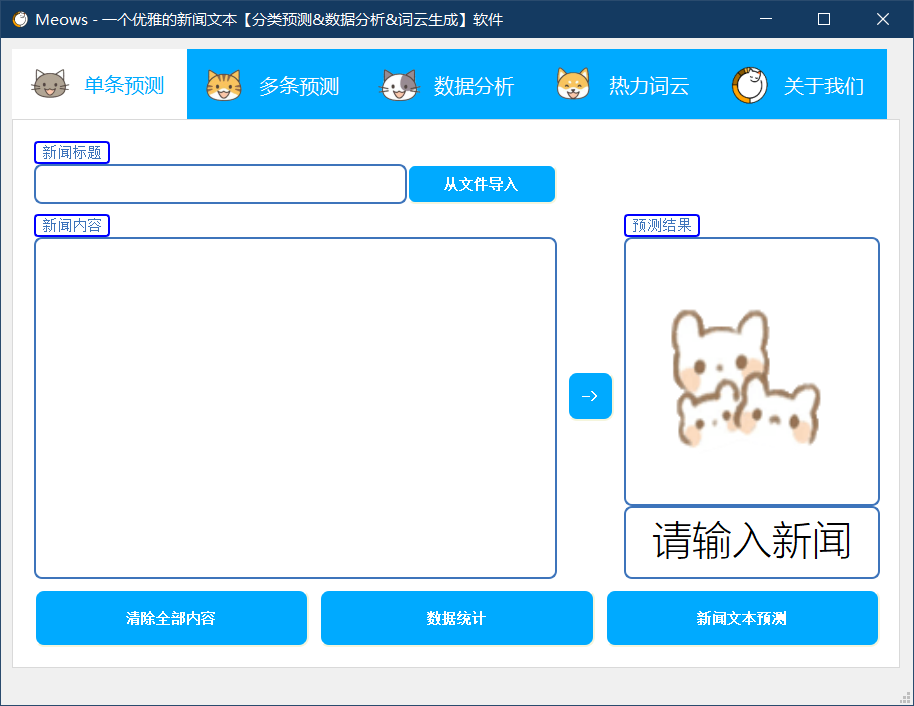 Meows - 一个优雅的新闻文本【分类预测&数据分析&词云生成】软件
单条预测
多条预测
数据分析
热力词云
关于我们
新闻标题
从文件导入
新闻内容
预测结果
-->
请输入新闻
清除全部内容
数据统计
新闻文本预测